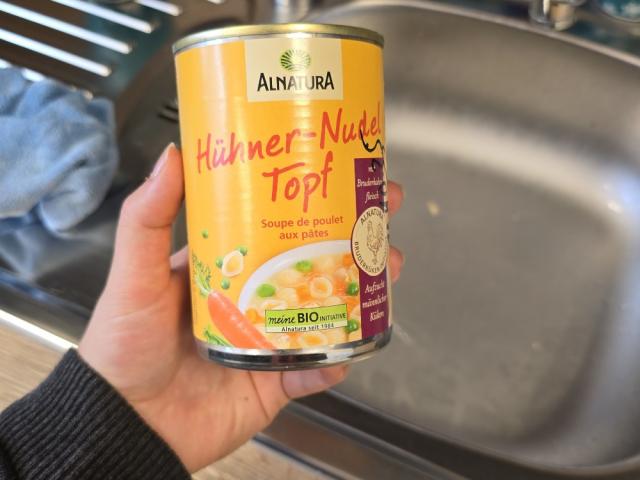 ALNATURA
Hühner-Nudel
Topf
Soupe de poulet
aux pâtes
Bruderhahn
fleisch
ALNATURA
Aufzucht
männlicher
Küken
meine BIO INITIATIVE
Alnatura seit 1984